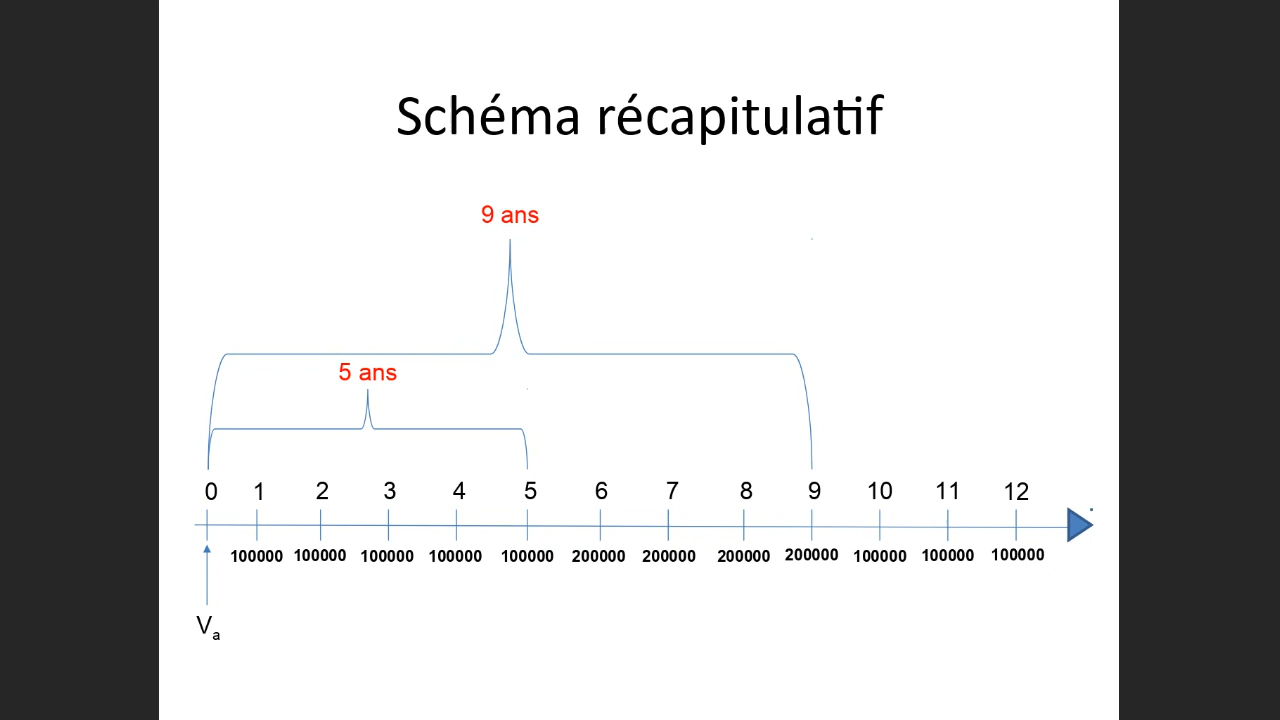 Schéma récapitulatif
9 ans
5 ans
0 1 2 3 4 5 6 7 8 9 10 11 12
100000 100000 100000 100000 100000 200000 200000 200000 200000 100000 100000 100000
Va